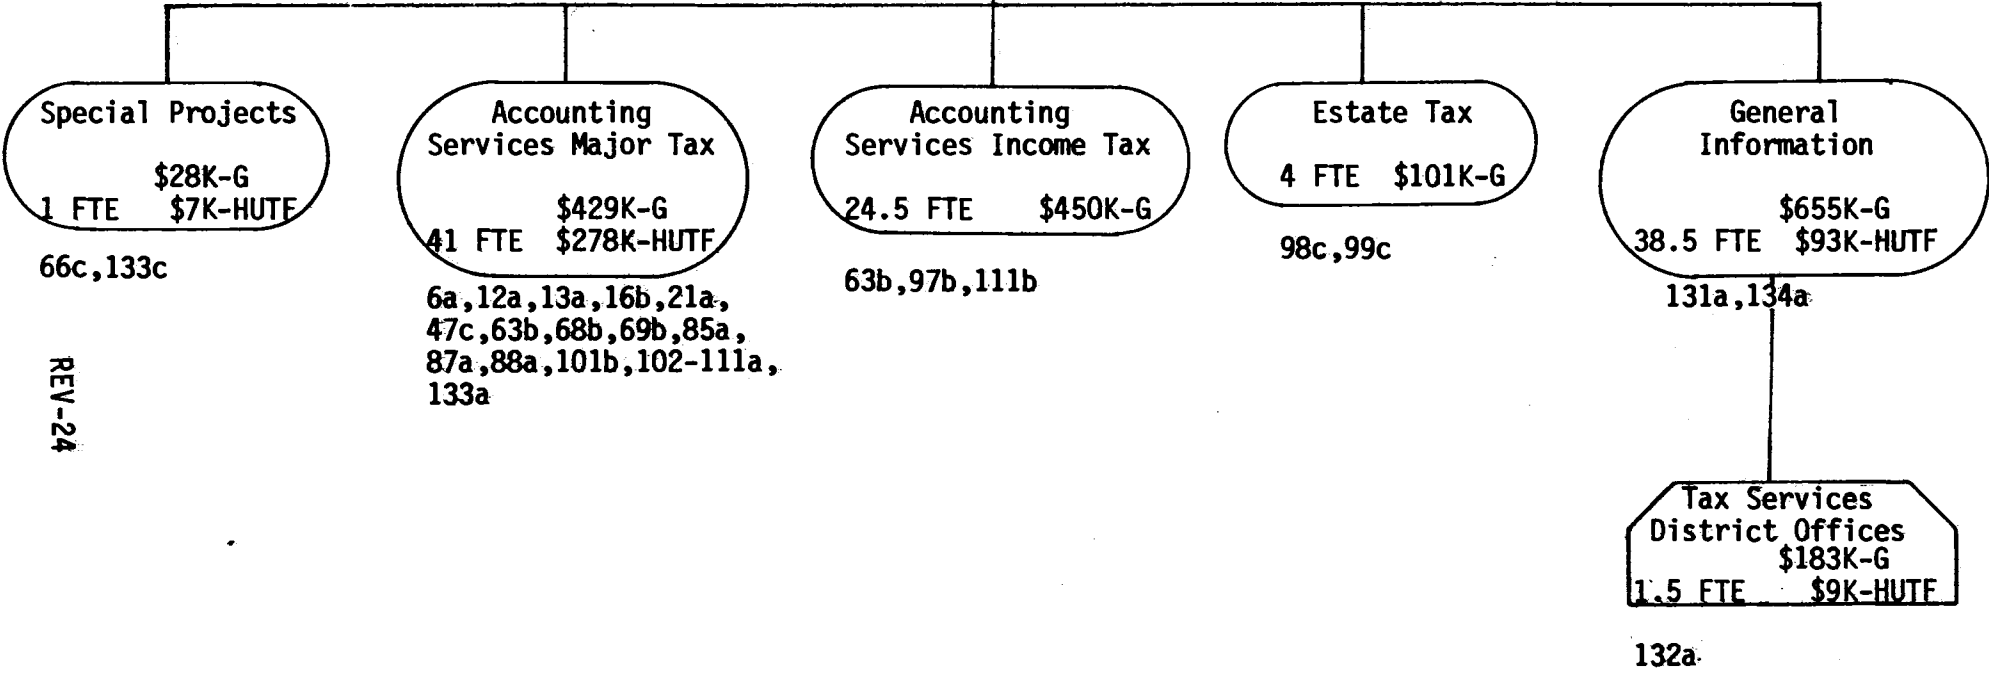 Special Projects
$28K-G
1 FTE $7K-HUTF
66c,133c
Accounting
Services Major Tax
$429K-G
41 FTE $278K-HUTF
6a,12a,13a,16b,21a,
47c,63b,68b,69b,85a,
87a,88a,101b,102-111a,
133a
Accounting
Services Income Tax
24.5 FTE $450K-G
63b,97b,111b
Estate Tax
4 FTE $101K-G
98c,99c
General
Information
$655K-G
38.5 FTE $93K-HUTF
131a,134a
Tax Services
District Offices
$183K-G
1.5 FTE $9K-HUTF
132a
REV-24